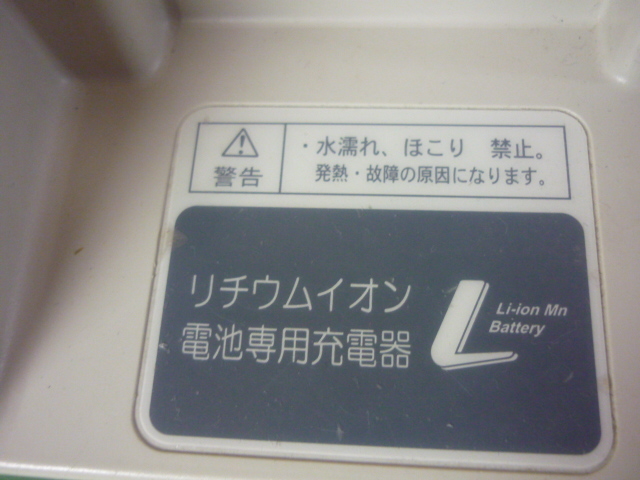 警告
・水濡れ、ほこり 禁止。
発熱・故障の原因になります。
リチウムイオン
電池専用充電器
L
Li-ion Mn
Battery